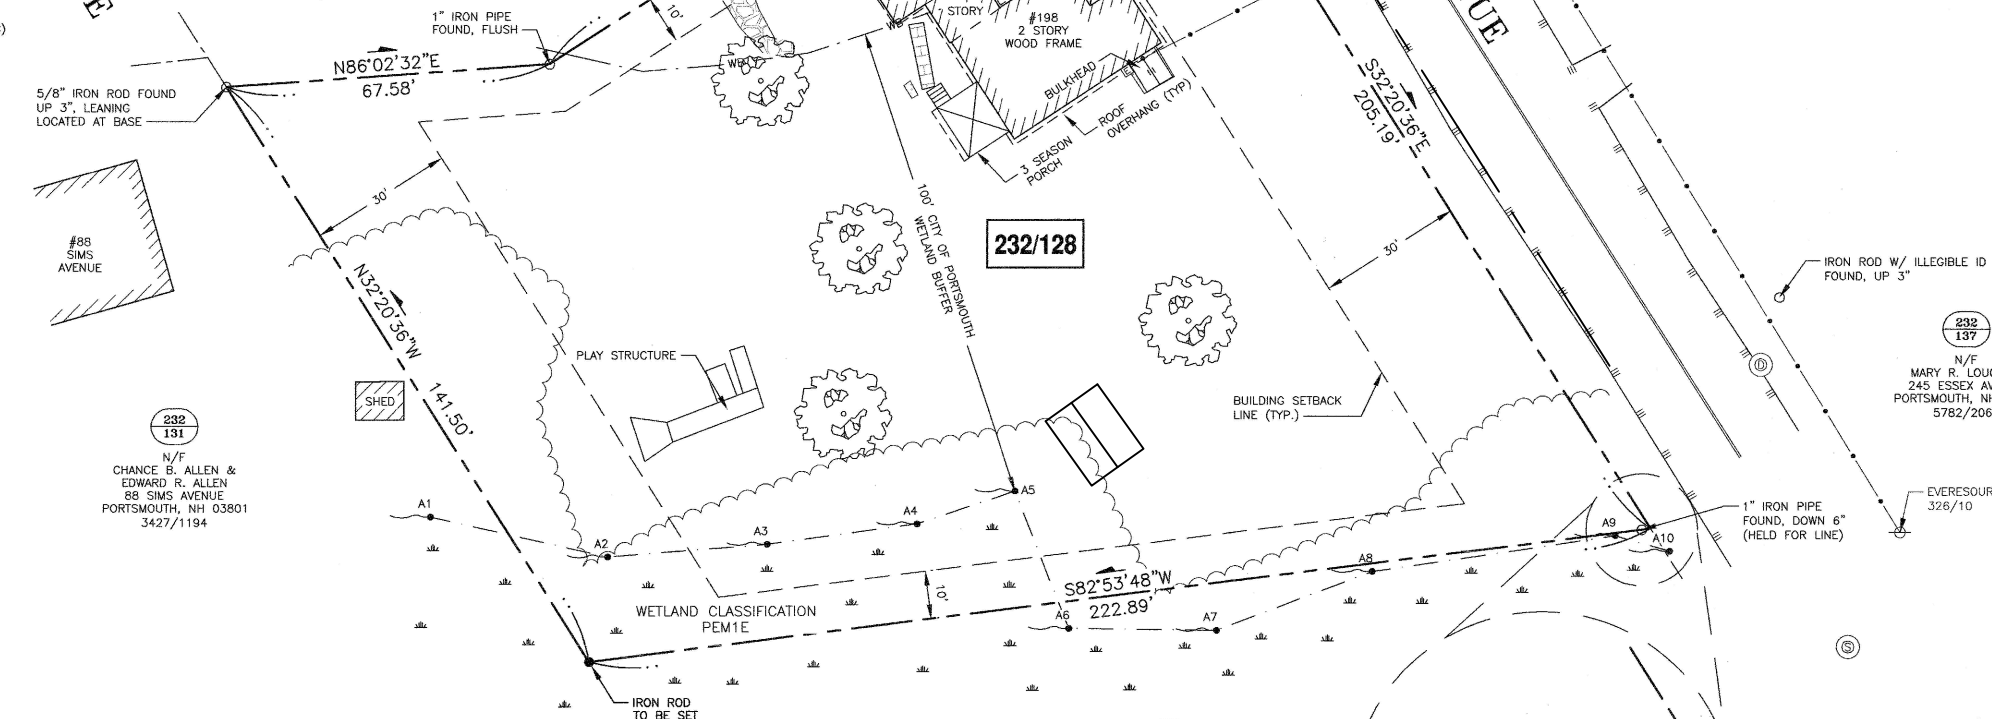 E
1" IRON PIPE
FOUND, FLUSH
10'
STORY
#198
2 STORY
WOOD FRAME
UE
N86°02'32"E
67.58'
5/8" IRON ROD FOUND
UP 3", LEANING
LOCATED AT BASE
WB
WB
BULKHEAD
ROOF
OVERHANG (TYP)
3 SEASON
PORCH
S32°20'36"E
205.19'
30'
#88
SIMS
AVENUE
100' CITY OF PORTSMOUTH
WETLAND BUFFER
232/128
30'
IRON ROD W/ ILLEGIBLE ID
FOUND, UP 3"
N32°20'36"W
141.50'
PLAY STRUCTURE
SHED
BUILDING SETBACK
LINE (TYP.)
D
232
137
N/F
MARY R. LOU
245 ESSEX AV
PORTSMOUTH, NH
5782/206
232
131
N/F
CHANCE B. ALLEN &
EDWARD R. ALLEN
88 SIMS AVENUE
PORTSMOUTH, NH 03801
3427/1194
A1
A2
A3
A4
A5
A6
A7
A8
A9
A10
1" IRON PIPE
FOUND, DOWN 6"
(HELD FOR LINE)
EVERESOUR
326/10
WETLAND CLASSIFICATION
PEM1E
10'
S82°53'48"W
222.89'
S
IRON ROD
TO BE SET